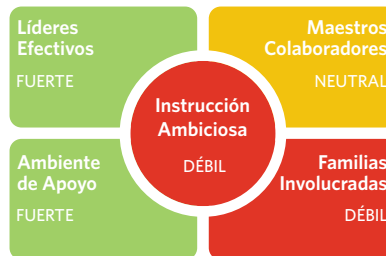 Líderes
Efectivos
FUERTE
Maestros
Colaboradores
NEUTRAL
Instrucción
Ambiciosa
DÉBIL
Ambiente
de Apoyo
FUERTE
Familias
Involucradas
DÉBIL